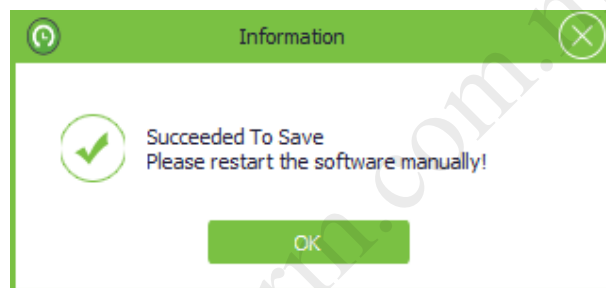 Information
Succeeded To Save
Please restart the software manually!
OK